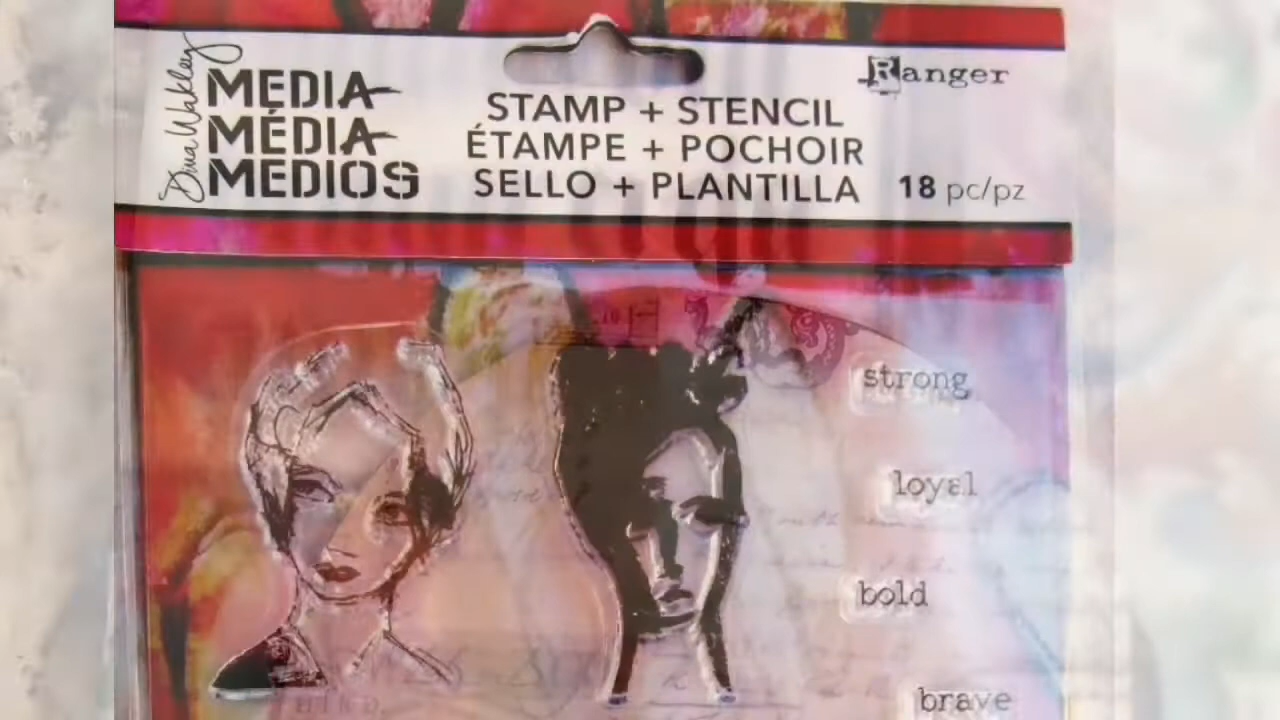 Dina Wakley
MEDIA
MÉDIA
MEDIOS
STAMP + STENCIL
ÉTAMPE + POCHOIR
SELLO + PLANTILLA
Ranger
18 pc/pz
strong
loyal
bold
brave